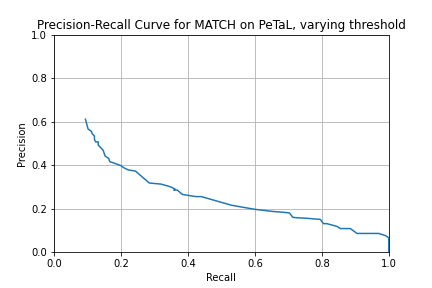 Precision-Recall Curve for MATCH on PeTaL, varying threshold
1.0
0.8
0.6
0.4
0.2
0.0
Precision
0.0 0.2 0.4 0.6 0.8 1.0
Recall